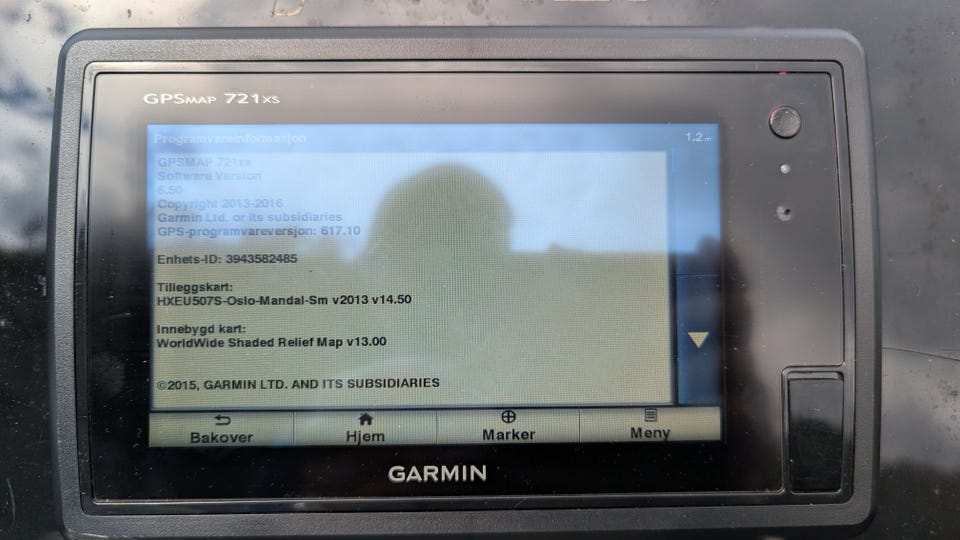 GPSMAP 721xs
Programvareinformasjon
1.2 m
GPSMAP 721xs
Software Version
6.50
Copyright 2013-2016
Garmin Ltd. or its subsidiaries
GPS-programvareversjon: 617.10
Enhets-ID: 3943582485
Tilleggskart:
HXEU507S-Oslo-Mandal-Sm v2013 v14.50
Innebygd kart:
WorldWide Shaded Relief Map v13.00
©2015, GARMIN LTD. AND ITS SUBSIDIARIES
Bakover
Hjem
Marker
Meny
GARMIN